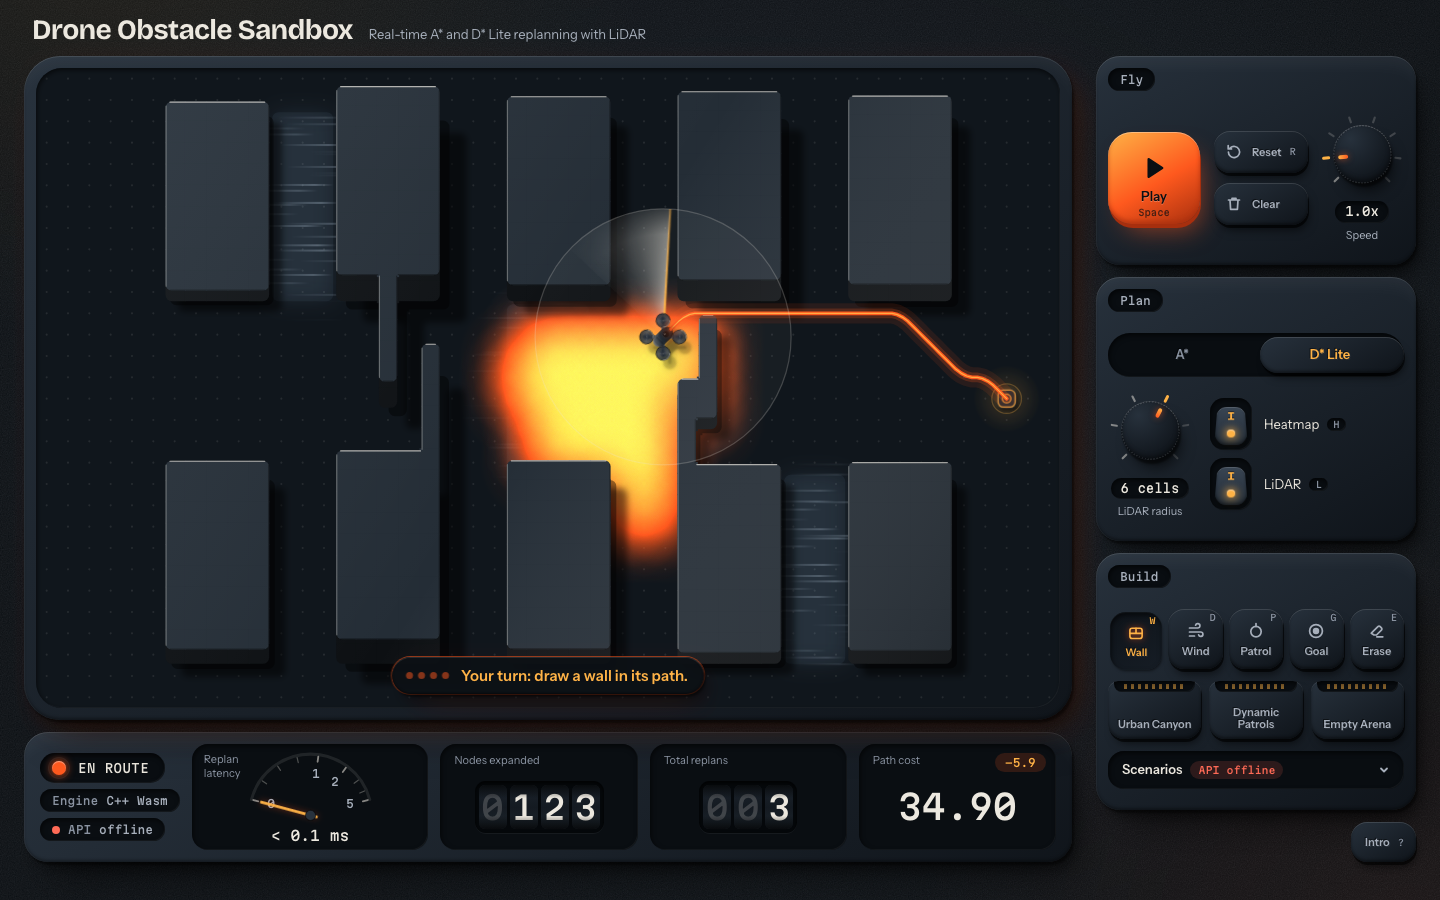 Drone Obstacle Sandbox
Real-time A* and D* Lite replanning with LiDAR
Your turn: draw a wall in its path.
EN ROUTE
Engine C++ Wasm
API offline
Replan
latency
0
1
2
5
< 0.1 ms
Nodes expanded
0123
Total replans
003
Path cost
−5.9
34.90
Fly
Play
Space
Reset R
Clear
1.0x
Speed
Plan
A*
D* Lite
6 cells
LiDAR radius
I
Heatmap H
I
LiDAR L
Build
W
Wall
D
Wind
P
Patrol
G
Goal
E
Erase
Urban Canyon
Dynamic
Patrols
Empty Arena
Scenarios API offline
Intro ?